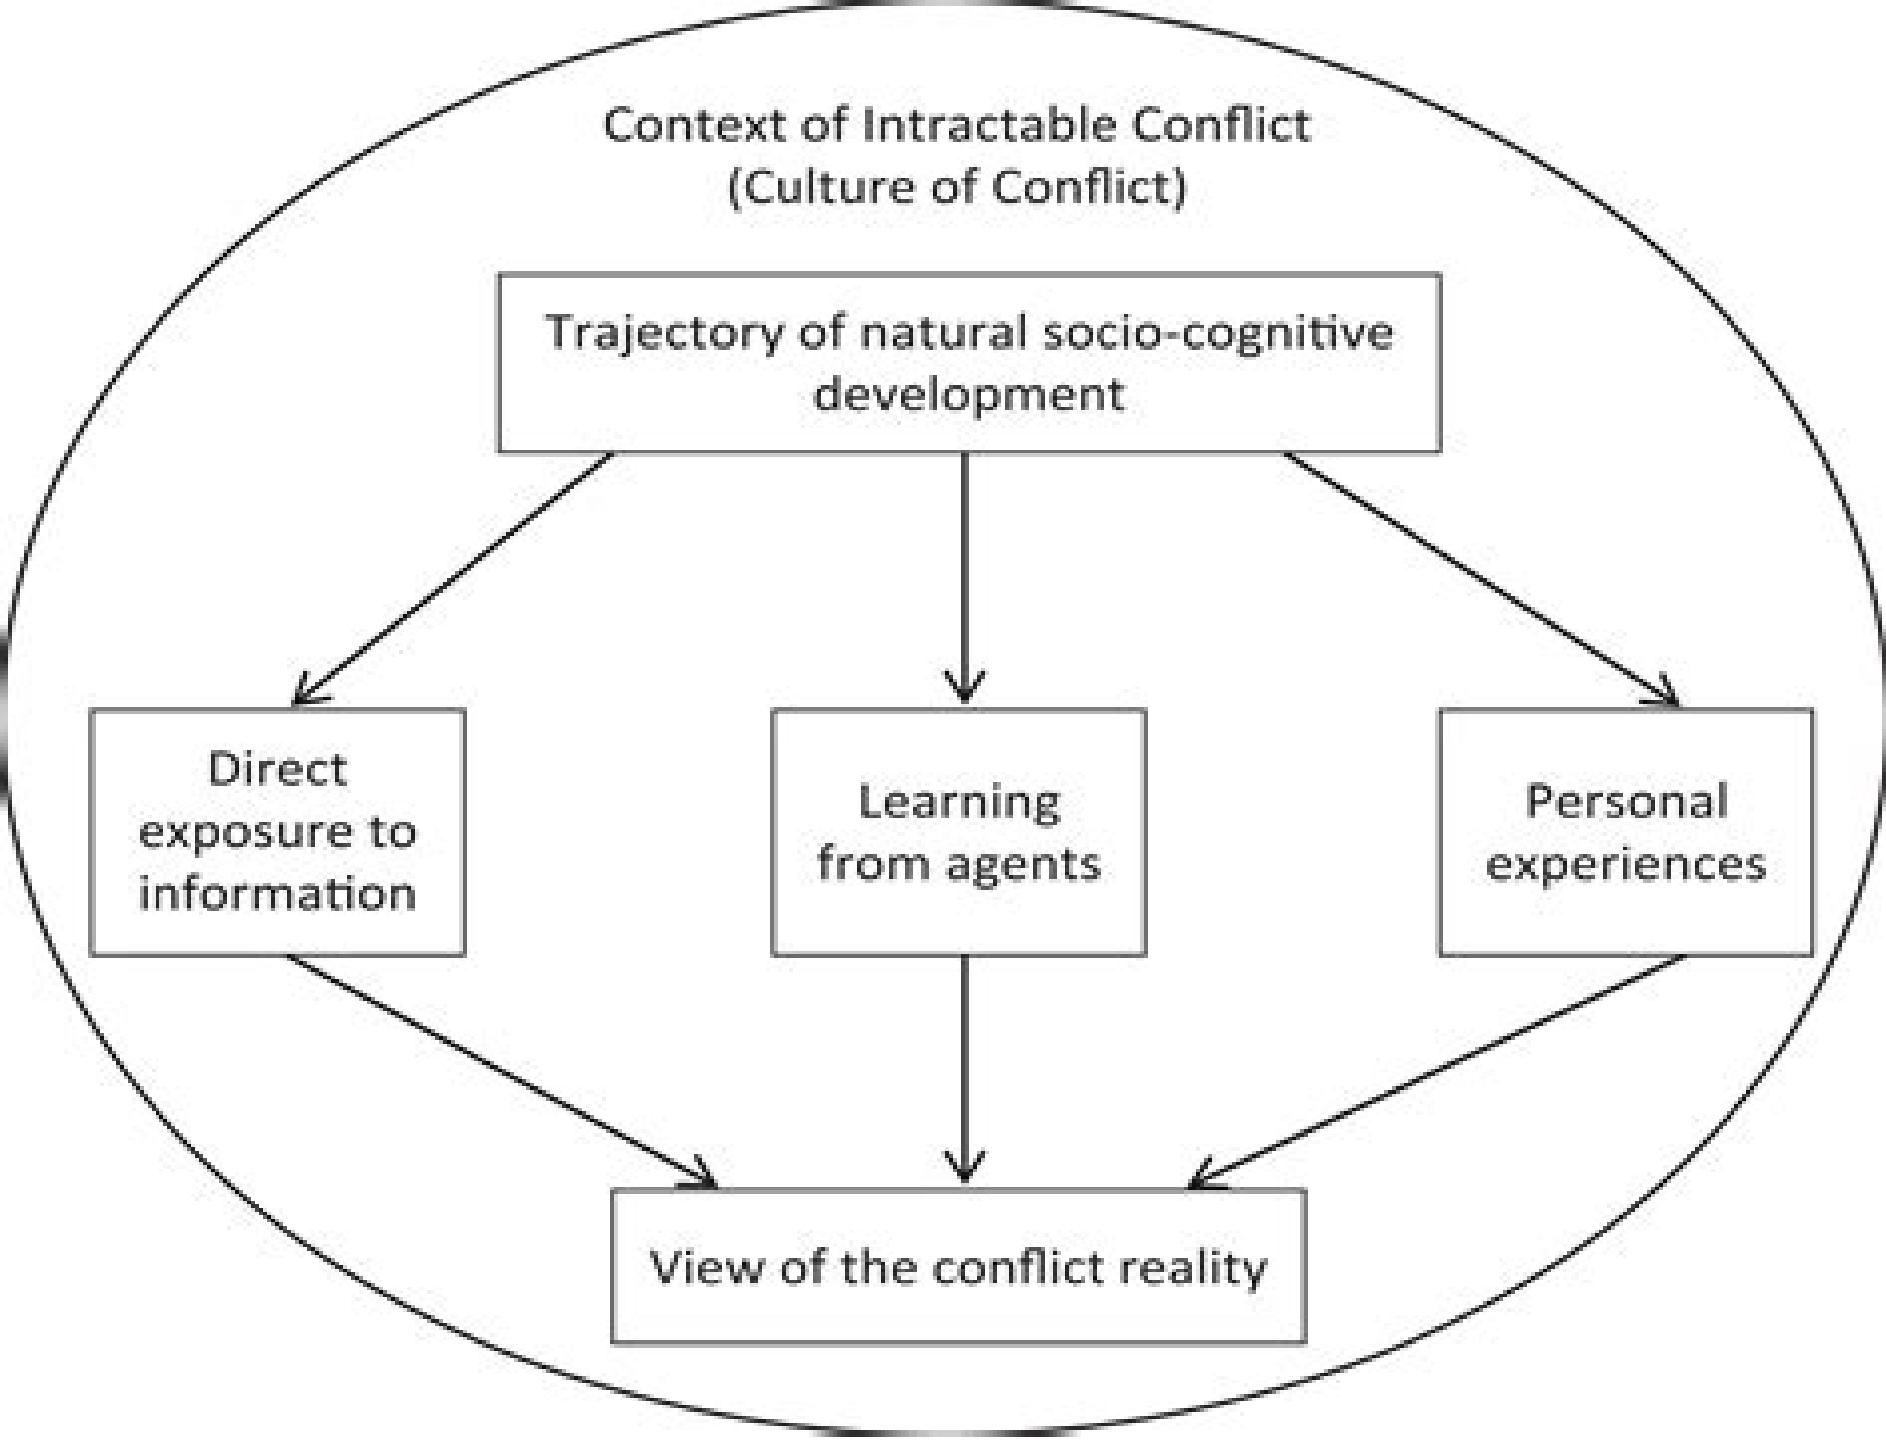 Context of Intractable Conflict
(Culture of Conflict)
Trajectory of natural socio-cognitive
development
Direct
exposure to
information
Learning
from agents
Personal
experiences
View of the conflict reality